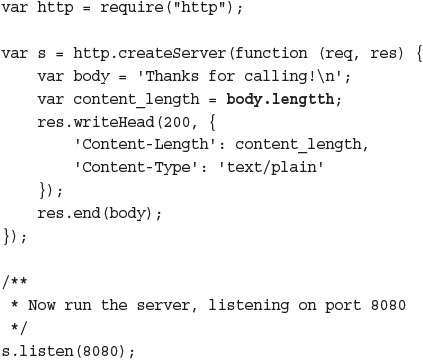 var http = require("http");

var s = http.createServer(function (req, res) {
    var body = 'Thanks for calling!\n';
    var content_length = body.lengtth;
    res.writeHead(200, {
        'Content-Length': content_length,
        'Content-Type': 'text/plain'
    });
    res.end(body);
});

/**
 * Now run the server, listening on port 8080
 */
s.listen(8080);